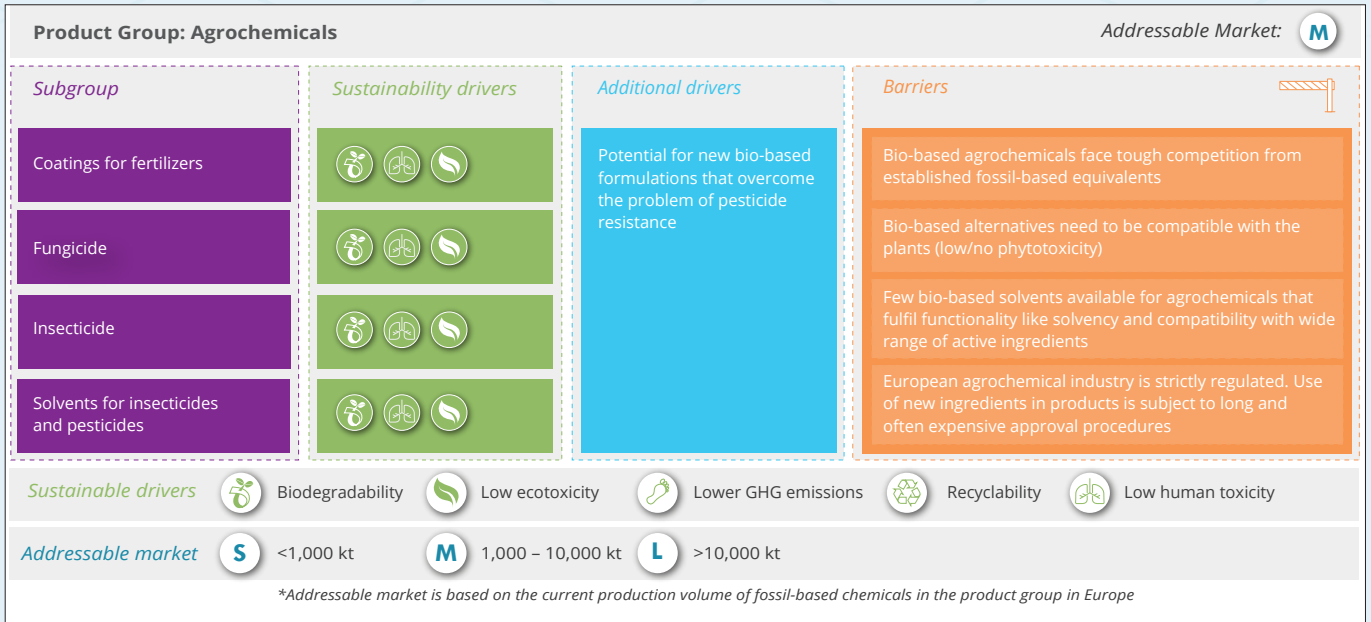 Product Group: Agrochemicals
Addressable Market: M
Subgroup
Sustainability drivers
Additional drivers
Barriers
Coatings for fertilizers
Fungicide
Insecticide
Solvents for insecticides
and pesticides
Potential for new bio-based
formulations that overcome
the problem of pesticide
resistance
Bio-based agrochemicals face tough competition from
established fossil-based equivalents
Bio-based alternatives need to be compatible with the
plants (low/no phytotoxicity)
Few bio-based solvents available for agrochemicals that
fulfil functionality like solvency and compatibility with wide
range of active ingredients
European agrochemical industry is strictly regulated. Use
of new ingredients in products is subject to long and
often expensive approval procedures
Sustainable drivers Biodegradability Low ecotoxicity Lower GHG emissions Recyclability Low human toxicity
Addressable market S <1,000 kt M 1,000 – 10,000 kt L >10,000 kt
*Addressable market is based on the current production volume of fossil-based chemicals in the product group in Europe